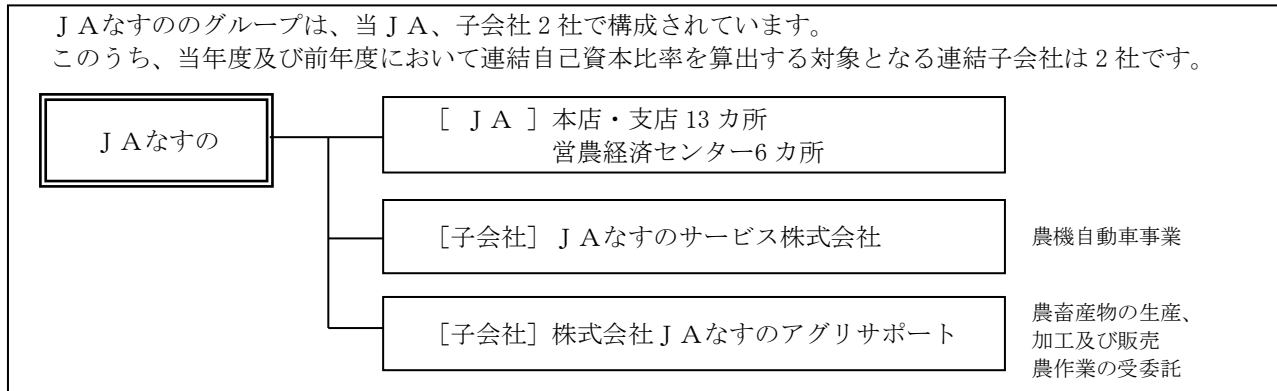 ＪＡなすののグループは、当ＪＡ、子会社２社で構成されています。
このうち、当年度及び前年度において連結自己資本比率を算出する対象となる連結子会社は２社です。
ＪＡなすの
［ ＪＡ ］本店・支店 13 カ所
営農経済センター6 カ所
［子会社］ＪＡなすのサービス株式会社
農機自動車事業
［子会社］株式会社ＪＡなすのアグリサポート
農畜産物の生産、
加工及び販売
農作業の受委託